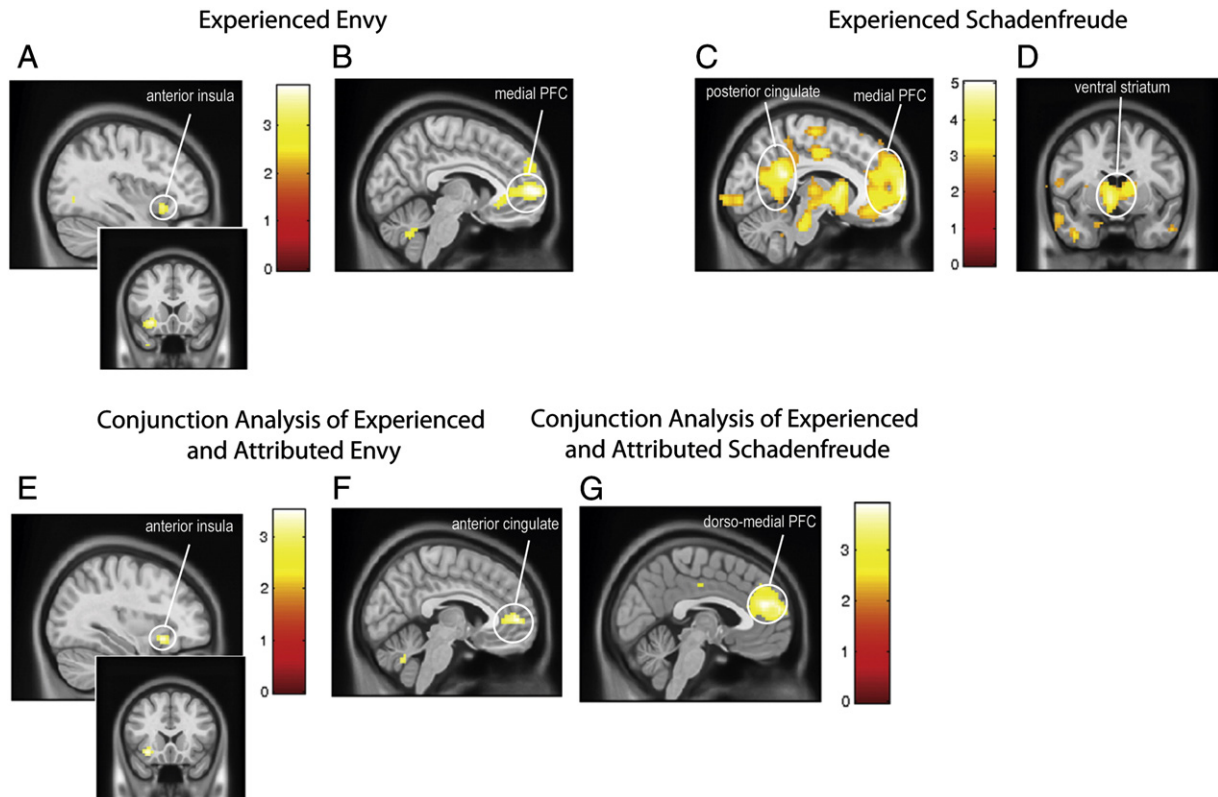 Experienced Envy
Experienced Schadenfreude
A
B
C
D
anterior insula
medial PFC
posterior cingulate
medial PFC
ventral striatum
3
2
1
0
5
4
3
2
1
0
Conjunction Analysis of Experienced
and Attributed Envy
Conjunction Analysis of Experienced
and Attributed Schadenfreude
E
F
G
anterior insula
anterior cingulate
dorso-medial PFC
3
2
1
0
3
2
1
0